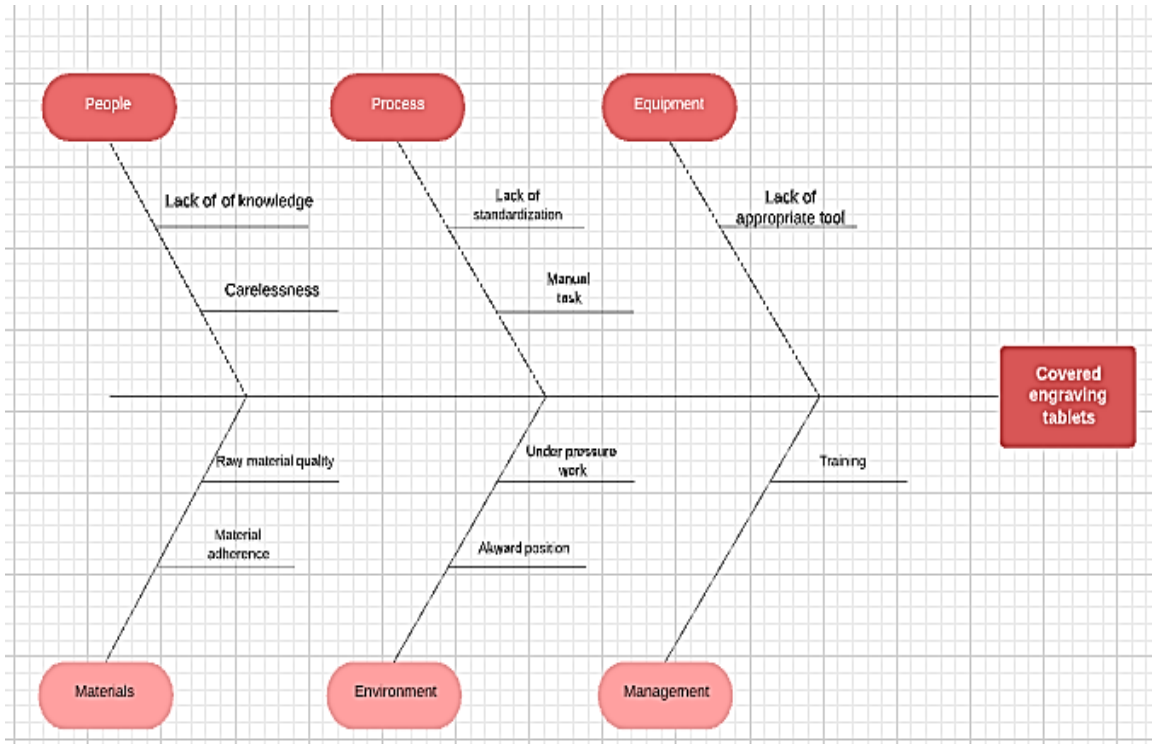 People
Process
Equipment
Lack of of knowledge
Lack of
standardization
Lack of
appropriate tool
Carelessness
Manual
task
Covered
engraving
tablets
Raw material quality
Under pressure
work
Training
Material
adherence
Akward position
Materials
Environment
Management